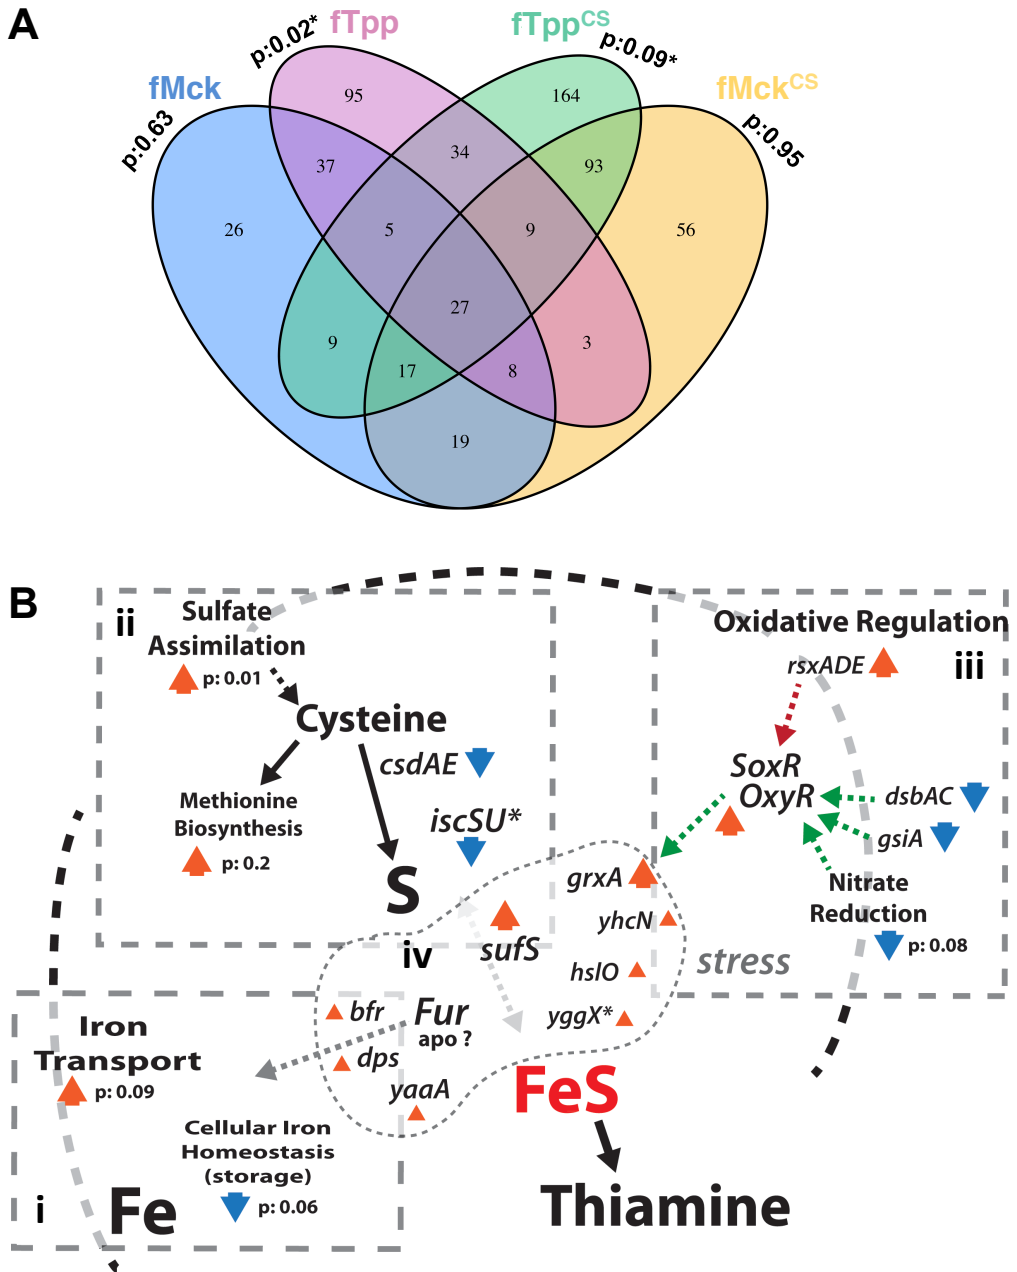 A
fTpp
fTppCS
p:0.02*
p:0.09*
fMck
fMckCS
p:0.63
p:0.95
95
164
37
34
93
26
5
9
56
27
9
3
17
8
19
B
ii
Sulfate
Assimilation
p: 0.01
Cysteine
csdAE
Methionine
Biosynthesis
p: 0.2
iscSU*
S
Oxidative Regulation
rsxADE
iii
SoxR
OxyR
dsbAC
gsiA
Nitrate
Reduction
p: 0.08
stress
grxA
yhcN
sufS
iv
hslO
yggX*
bfr
Fur
apo ?
dps
yaaA
Iron
Transport
p: 0.09
Cellular Iron
Homeostasis
(storage)
p: 0.06
i
Fe
FeS
Thiamine